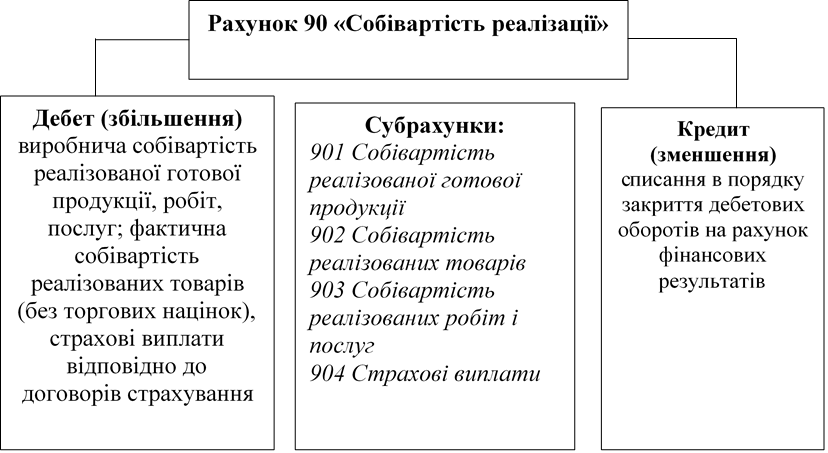 Рахунок 90 «Собівартість реалізації»
Дебет (збільшення)
виробнича собівартість
реалізованої готової
продукції, робіт,
послуг; фактична
собівартість
реалізованих товарів
(без торгових націнок),
страхові виплати
відповідно до
договорів страхування
Субрахунки:
901 Собівартість
реалізованої готової
продукції
902 Собівартість
реалізованих товарів
903 Собівартість
реалізованих робіт і
послуг
904 Страхові виплати
Кредит
(зменшення)
списання в порядку
закриття дебетових
оборотів на рахунок
фінансових
результатів